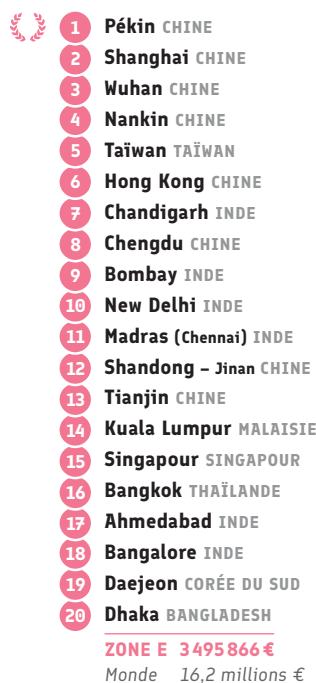 1 Pékin CHINE
2 Shanghai CHINE
3 Wuhan CHINE
4 Nankin CHINE
5 Taïwan TAÏWAN
6 Hong Kong CHINE
7 Chandigarh INDE
8 Chengdu CHINE
9 Bombay INDE
10 New Delhi INDE
11 Madras (Chennai) INDE
12 Shandong – Jinan CHINE
13 Tianjin CHINE
14 Kuala Lumpur MALAISIE
15 Singapour SINGAPOUR
16 Bangkok THAÏLANDE
17 Ahmedabad INDE
18 Bangalore INDE
19 Daejeon CORÉE DU SUD
20 Dhaka BANGLADESH
ZONE E 3 495 866 €
Monde 16,2 millions €